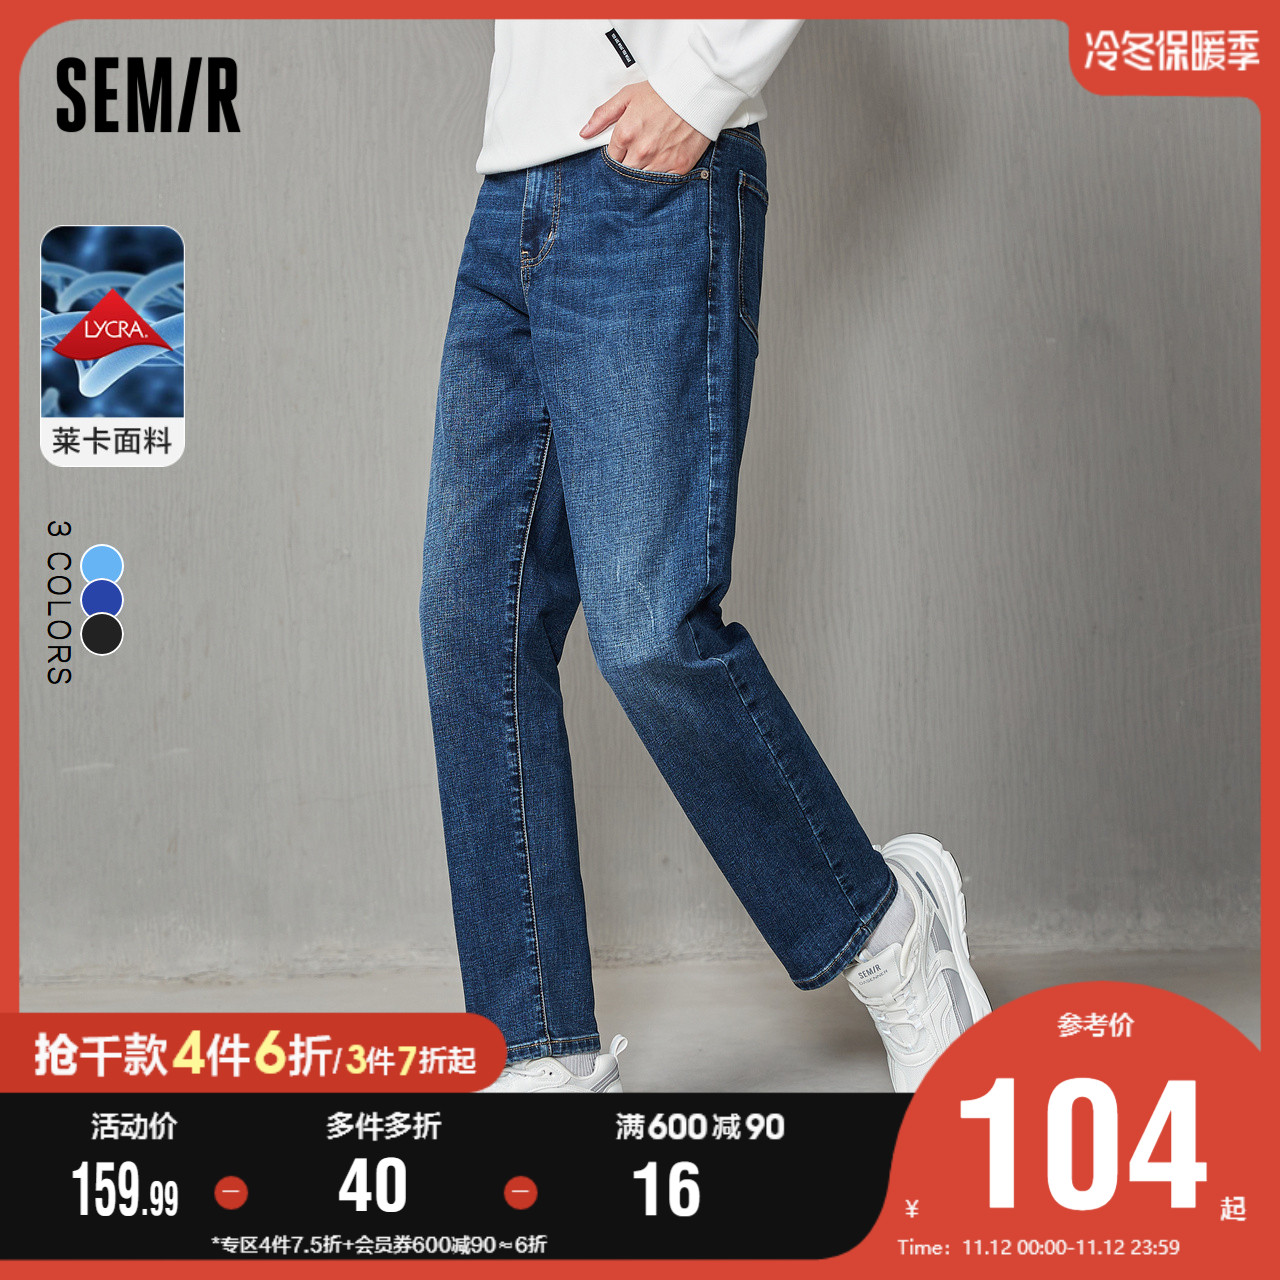 冷冬保暖季
SEMIR
LYCRA.
莱卡面料
3 COLORS
SEMIR
抢千款4件6折/3件7折起
参考价
活动价
多件多折
满600减90
159.99
－
40
－
16
¥
104
起
*专区4件7.5折+会员券600减90≈6折
Time: 11.12 00:00-11.12 23:59